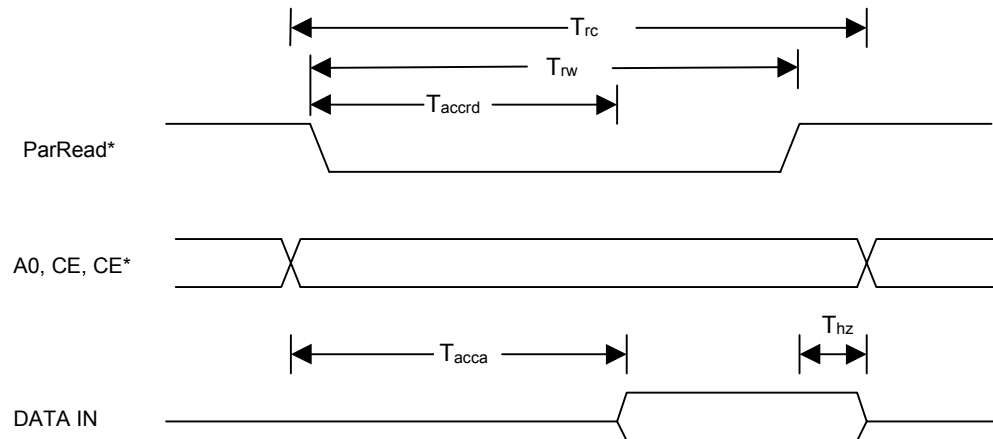 Trc
Trw
Taccrd
ParRead*
A0, CE, CE*
Thz
Tacca
DATA IN